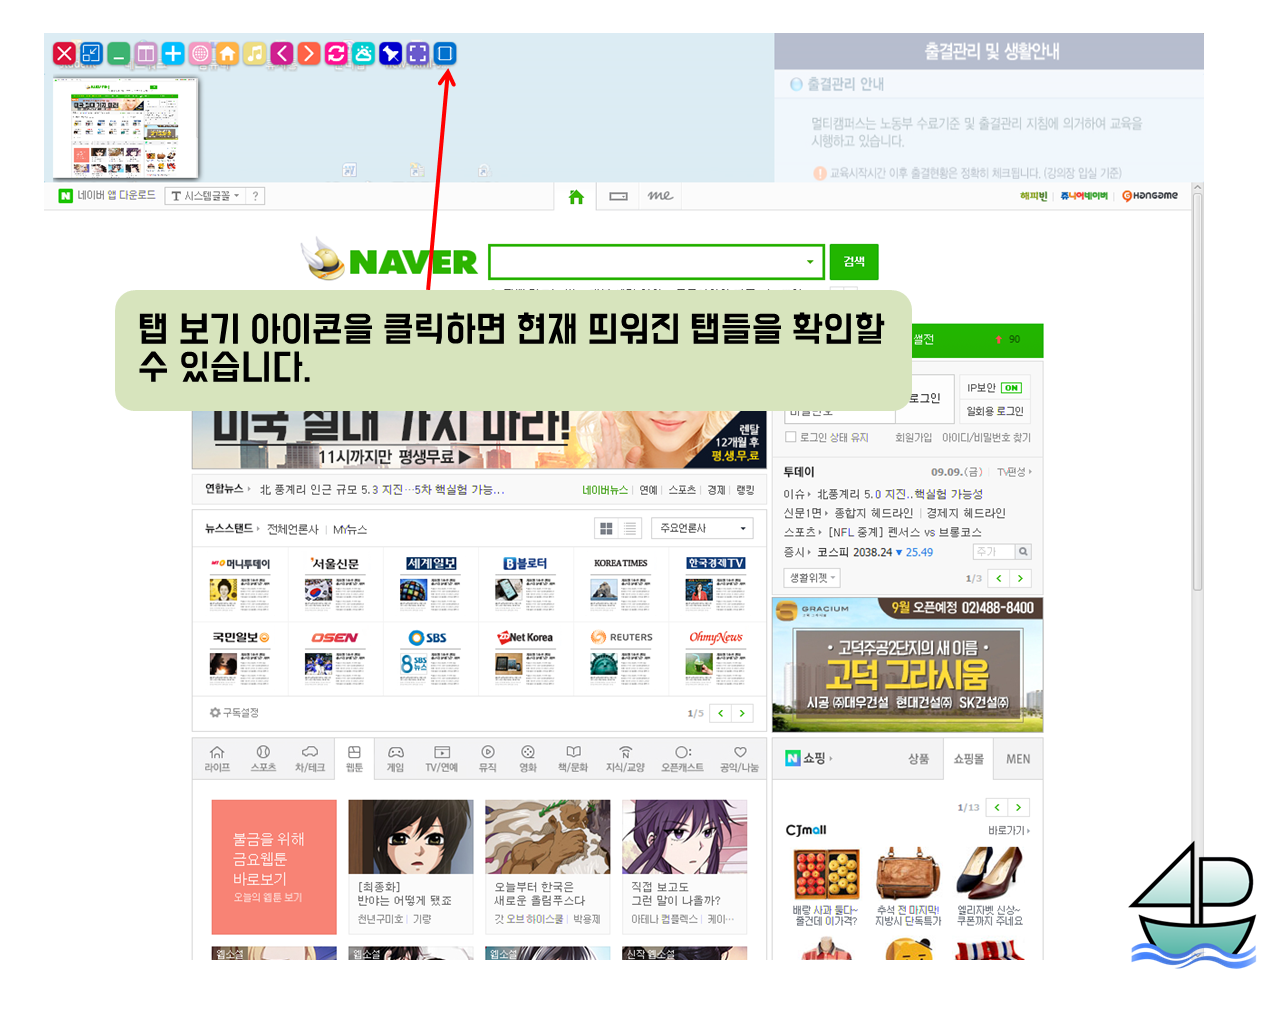 출결관리 및 생활안내
출결관리 안내
멀티캠퍼스는 노동부 수료기준 및 출결관리 지침에 의거하여 교육을
시행하고 있습니다.
교육시작시간 이후 출결현황은 정확히 체크됩니다. (강의장 입실 기준)
N 네이버 앱 다운로드 T 시스템글꼴 ?
me
해피빈 쥬니어네이버 HanGame
NAVER 검색
탭 보기 아이콘을 클릭하면 현재 띄워진 탭들을 확인할
수 있습니다.
쌜전 90
로그인 IP보안 ON
일회용 로그인
로그인 상태 유지 회원가입 아이디/비밀번호 찾기
11시까지만 평생무료 ▶
렌탈
12개월 후
평.생.무.료
연합뉴스 北 풍계리 인근 규모 5.3 지진…5차 핵실험 가능...
네이버뉴스 연예 스포츠 경제 랭킹
투데이 09.09.(금) TV편성
이슈 北풍계리 5.0 지진..핵실험 가능성
신문1면 종합지 헤드라인 경제지 헤드라인
스포츠 [NFL 중계] 팬서스 vs 브롱코스
증시 코스피 2038.24 ▼ 25.49 주가
생활위젯 1/3 < >
뉴스스탠드 전체언론사 MY뉴스 주요언론사
머니투데이 서울신문 세계일보 블로터 KOREA TIMES 한국경제TV
국민일보 OSEN SBS ZDNet Korea REUTERS OhmyNews
구독설정 1/5 < >
GRACIUM 9월 오픈예정 02)488-8400
• 고덕주공2단지의 새 이름 •
고덕 그라시움
시공 ㈜대우건설 현대건설㈜ SK건설㈜
라이프 스포츠 차/테크 웹툰 게임 TV/연예 뮤직 영화 책/문화 지식/교양 오픈캐스트 공익/나눔
N 쇼핑 상품 쇼핑몰 MEN
1/13 < >
CJmall 바로가기
불금을 위해
금요웹툰
바로보기
오늘의 웹툰 보기
[최종화]
반야는 어떻게 됐죠
천년구미호 기량
오늘부터 한국은
새로운 올림푸스다
갓 오브 하이스쿨 박용제
직접 보고도
그런 말이 나올까?
아테나 컴플렉스 케이…
배랑 사과 둘다~
올건데 이가격?
추석 전 마지막!
지방시 단독특가
엘리자벳 신상~
쿠폰까지 주네요
웹소설 웹소설 웹소설 신작 웹소설